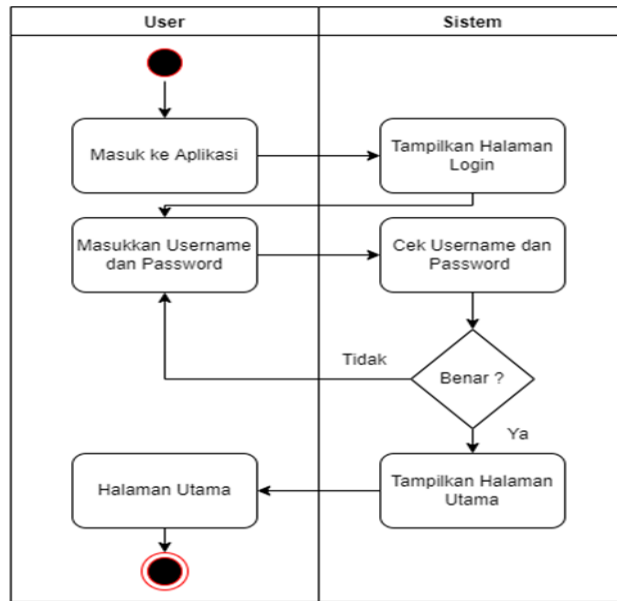 User
Sistem
Masuk ke Aplikasi
Tampilkan Halaman
Login
Masukkan Username
dan Password
Cek Username dan
Password
Tidak
Benar ?
Ya
Halaman Utama
Tampilkan Halaman
Utama